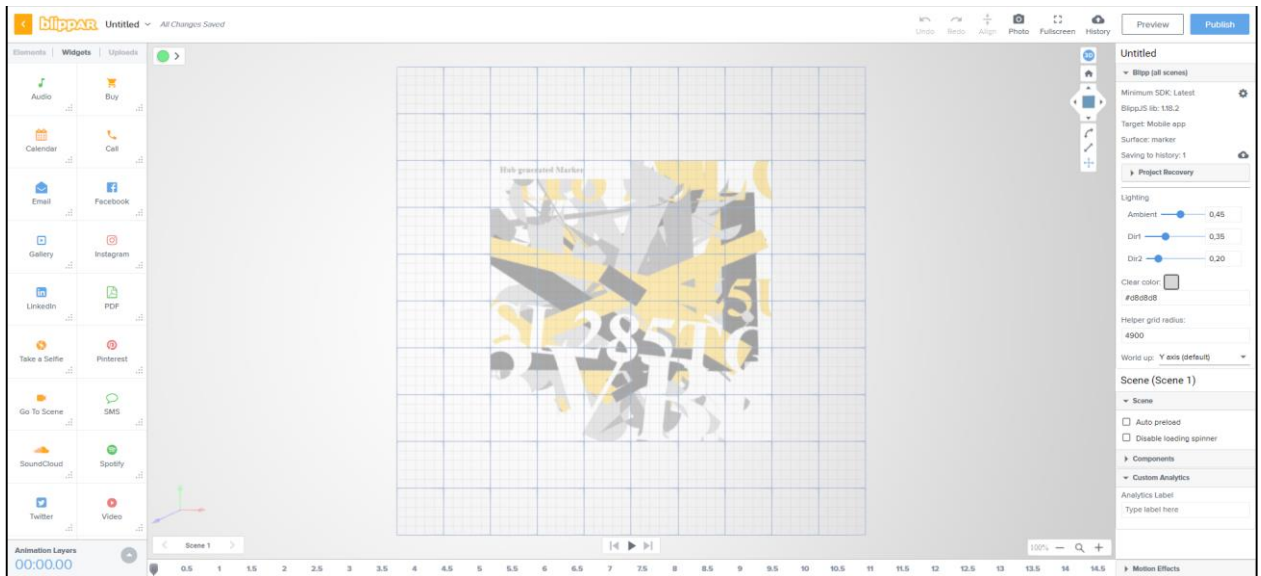 blippAR Untitled All Changes Saved
Undo Redo Align Photo Fullscreen History Preview Publish
Elements Widgets Uploads
Audio Buy
Calendar Call
Email Facebook
Gallery Instagram
LinkedIn PDF
Take a Selfie Pinterest
Go To Scene SMS
SoundCloud Spotify
Twitter Video
Animation Layers
00:00.00
Hub generated Marker
3D
Scene 1
100%
0.5 1 1.5 2 2.5 3 3.5 4 4.5 5 5.5 6 6.5 7 7.5 8 8.5 9 9.5 10 10.5 11 11.5 12 12.5 13 13.5 14 14.5
Untitled
Blipp (all scenes)
Minimum SDK: Latest
BlippJS lib: 1.18.2
Target: Mobile app
Surface: marker
Saving to history: 1
Project Recovery
Lighting
Ambient 0,45
Dir1 0,35
Dir2 0,20
Clear color:
#d8d8d8
Helper grid radius:
4900
World up: Y axis (default)
Scene (Scene 1)
Scene
Auto preload
Disable loading spinner
Components
Custom Analytics
Analytics Label
Type label here
Motion Effects